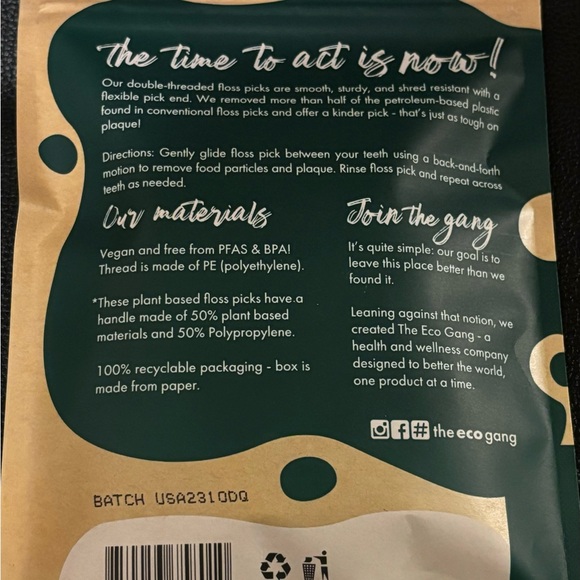 The time to act is now!
Our double-threaded floss picks are smooth, sturdy, and shred resistant with a
flexible pick end. We removed more than half of the petroleum-based plastic
found in conventional floss picks and offer a kinder pick - that's just as tough on
plaque!
Directions: Gently glide floss pick between your teeth using a back-and-forth
motion to remove food particles and plaque. Rinse floss pick and repeat across
teeth as needed.
Our materials
Vegan and free from PFAS & BPA!
Thread is made of PE (polyethylene).
*These plant based floss picks have a
handle made of 50% plant based
materials and 50% Polypropylene.
100% recyclable packaging - box is
made from paper.
Join the gang
It's quite simple: our goal is to
leave this place better than we
found it.
Leaning against that notion, we
created The Eco Gang - a
health and wellness company
designed to better the world,
one product at a time.
# the eco gang
BATCH USA2310DQ